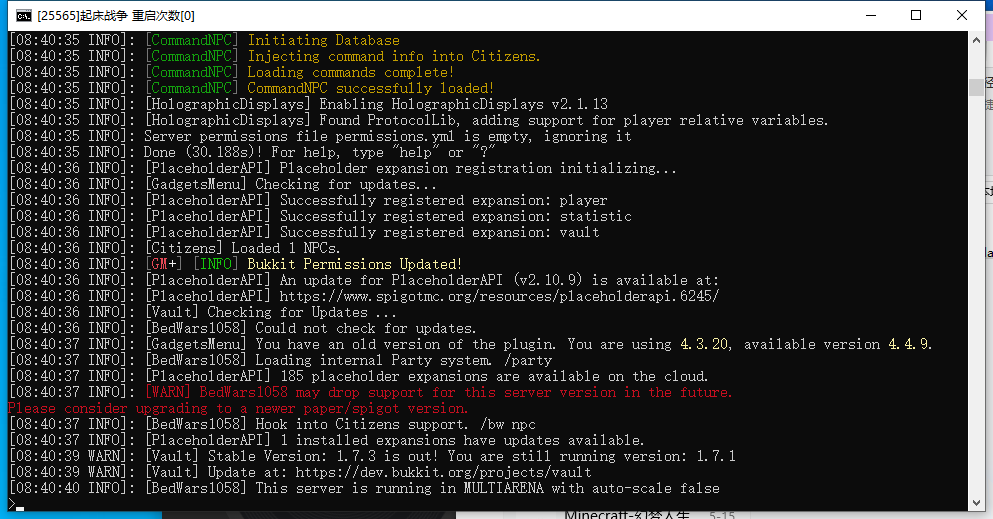 [25565]起床战争 重启次数[0]
[08:40:35 INFO]: [CommandNPC] Initiating Database
[08:40:35 INFO]: [CommandNPC] Injecting command info into Citizens.
[08:40:35 INFO]: [CommandNPC] Loading commands complete!
[08:40:35 INFO]: [CommandNPC] CommandNPC successfully loaded!
[08:40:35 INFO]: [HolographicDisplays] Enabling HolographicDisplays v2.1.13
[08:40:35 INFO]: [HolographicDisplays] Found ProtocolLib, adding support for player relative variables.
[08:40:35 INFO]: Server permissions file permissions.yml is empty, ignoring it
[08:40:35 INFO]: Done (30.188s)! For help, type "help" or "?"
[08:40:36 INFO]: [PlaceholderAPI] Placeholder expansion registration initializing...
[08:40:36 INFO]: [GadgetsMenu] Checking for updates...
[08:40:36 INFO]: [PlaceholderAPI] Successfully registered expansion: player
[08:40:36 INFO]: [PlaceholderAPI] Successfully registered expansion: statistic
[08:40:36 INFO]: [PlaceholderAPI] Successfully registered expansion: vault
[08:40:36 INFO]: [Citizens] Loaded 1 NPCs.
[08:40:36 INFO]: [GM+] [INFO] Bukkit Permissions Updated!
[08:40:36 INFO]: [PlaceholderAPI] An update for PlaceholderAPI (v2.10.9) is available at:
[08:40:36 INFO]: [PlaceholderAPI] https://www.spigotmc.org/resources/placeholderapi.6245/
[08:40:36 INFO]: [Vault] Checking for Updates ...
[08:40:36 INFO]: [BedWars1058] Could not check for updates.
[08:40:37 INFO]: [GadgetsMenu] You have an old version of the plugin. You are using 4.3.20, available version 4.4.9.
[08:40:37 INFO]: [BedWars1058] Loading internal Party system. /party
[08:40:37 INFO]: [PlaceholderAPI] 185 placeholder expansions are available on the cloud.
[08:40:37 INFO]: [WARN] BedWars1058 may drop support for this server version in the future.
Please consider upgrading to a newer paper/spigot version.
[08:40:37 INFO]: [BedWars1058] Hook into Citizens support. /bw npc
[08:40:37 INFO]: [PlaceholderAPI] 1 installed expansions have updates available.
[08:40:39 WARN]: [Vault] Stable Version: 1.7.3 is out! You are still running version: 1.7.1
[08:40:39 WARN]: [Vault] Update at: https://dev.bukkit.org/projects/vault
[08:40:40 INFO]: [BedWars1058] This server is running in MULTIARENA with auto-scale false
>
5-15